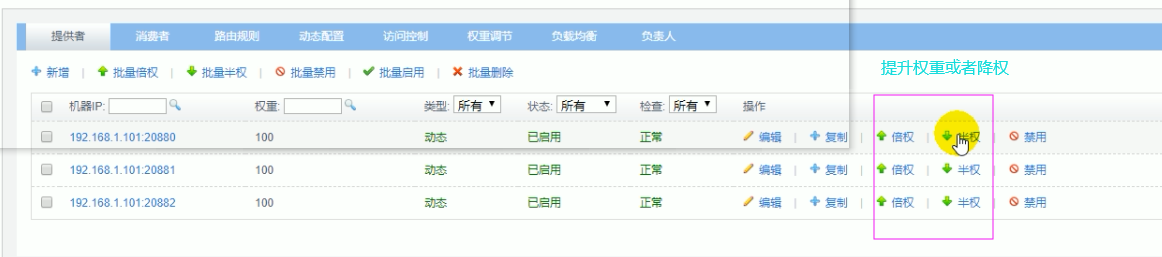 提供者 消费者 路由规则 动态配置 访问控制 权重调节 负载均衡 负责人
新增 | 批量倍权 | 批量半权 | 批量禁用 | 批量启用 | 批量删除
提升权重或者降权
机器IP: 权重: 类型: 所有 状态: 所有 检查: 所有 操作
192.168.1.101:20880 100 动态 已启用 正常 编辑 | 复制 | 倍权 | 半权 | 禁用
192.168.1.101:20881 100 动态 已启用 正常 编辑 | 复制 | 倍权 | 半权 | 禁用
192.168.1.101:20882 100 动态 已启用 正常 编辑 | 复制 | 倍权 | 半权 | 禁用